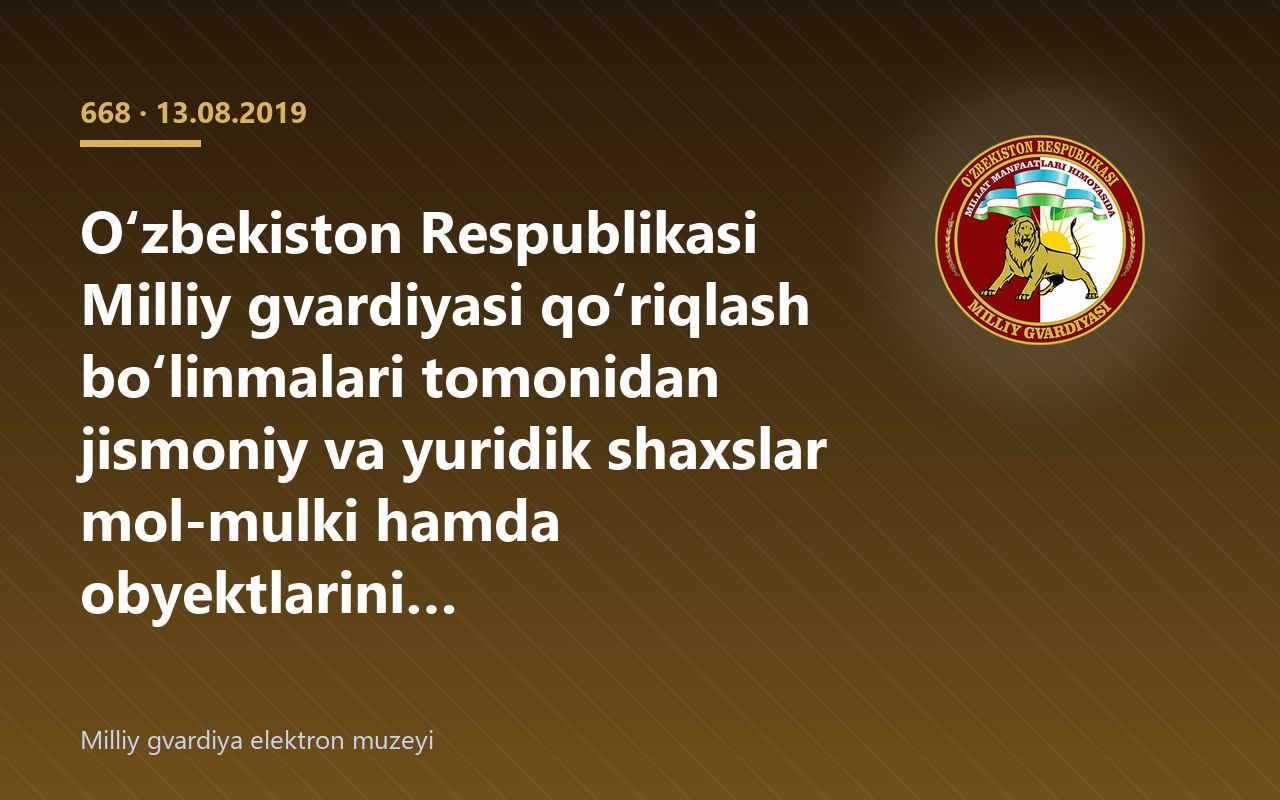 668 · 13.08.2019
O‘zbekiston Respublikasi
Milliy gvardiyasi qo‘riqlash
bo‘linmalari tomonidan
jismoniy va yuridik shaxslar
mol-mulki hamda
obyektlarini...
O‘ZBEKISTON RESPUBLIKASI
MILLAT MANFAATLARI HIMOYASIDA
MILLIY GVARDIYASI
Milliy gvardiya elektron muzeyi